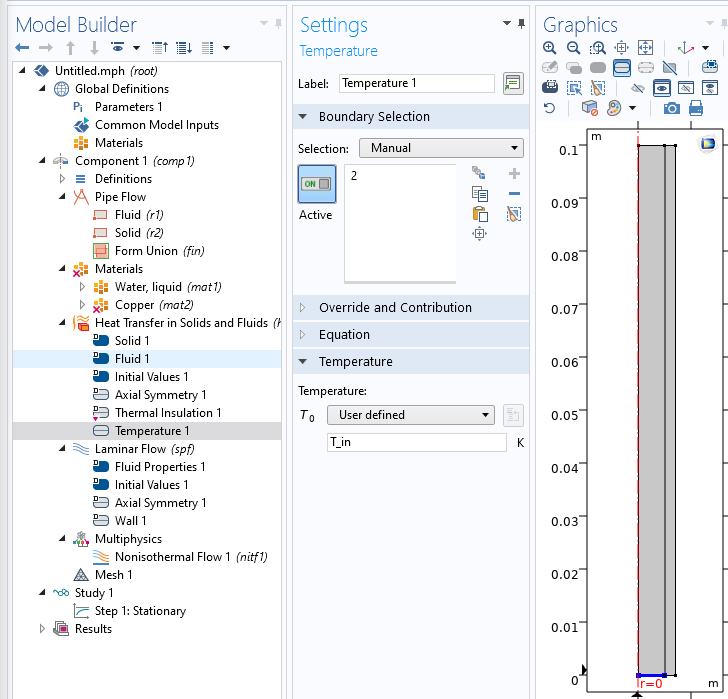 Model Builder
Untitled.mph (root)
Global Definitions
Pi Parameters 1
Common Model Inputs
Materials
Component 1 (comp1)
Definitions
Pipe Flow
Fluid (r1)
Solid (r2)
Form Union (fin)
Materials
Water, liquid (mat1)
Copper (mat2)
Heat Transfer in Solids and Fluids (h
Solid 1
Fluid 1
Initial Values 1
Axial Symmetry 1
Thermal Insulation 1
Temperature 1
Laminar Flow (spf)
Fluid Properties 1
Initial Values 1
Axial Symmetry 1
Wall 1
Multiphysics
Nonisothermal Flow 1 (nitf1)
Mesh 1
Study 1
Step 1: Stationary
Results
Settings
Temperature
Label: Temperature 1
Boundary Selection
Selection: Manual
ON
Active
2
Override and Contribution
Equation
Temperature
Temperature:
T0 User defined
T_in K
Graphics
m
0.1
0.09
0.08
0.07
0.06
0.05
0.04
0.03
0.02
0.01
0
r=0
m